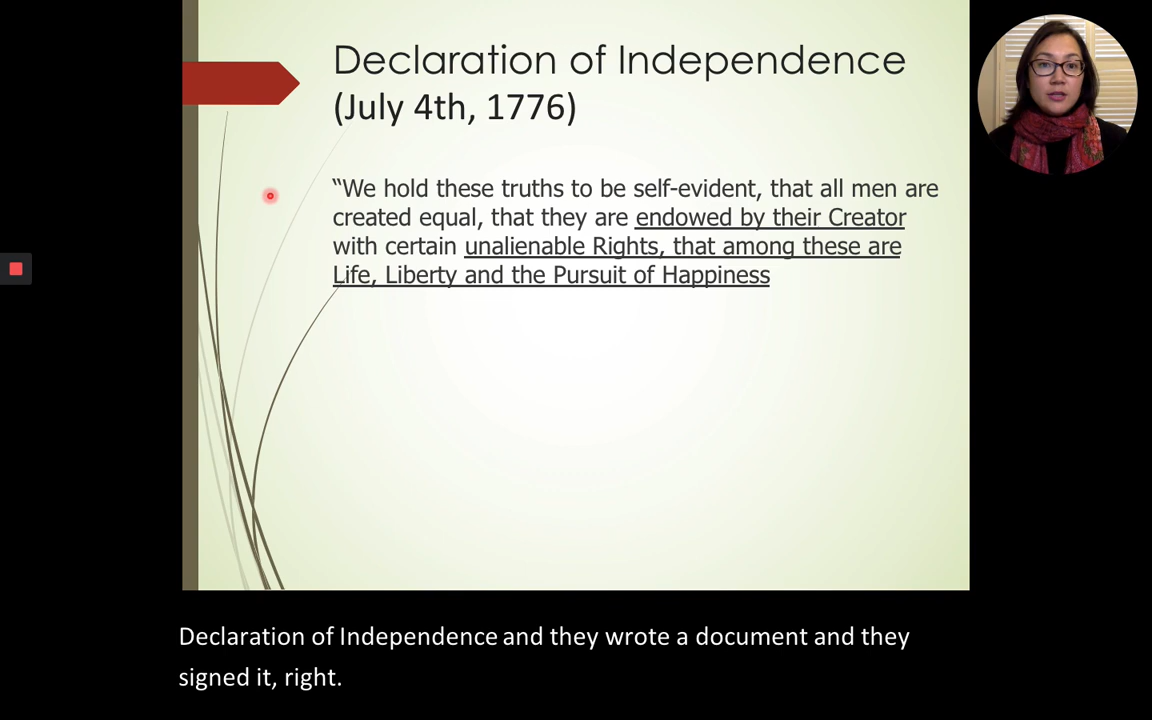 Declaration of Independence
(July 4th, 1776)
“We hold these truths to be self-evident, that all men are
created equal, that they are endowed by their Creator
with certain unalienable Rights, that among these are
Life, Liberty and the Pursuit of Happiness
Declaration of Independence and they wrote a document and they
signed it, right.